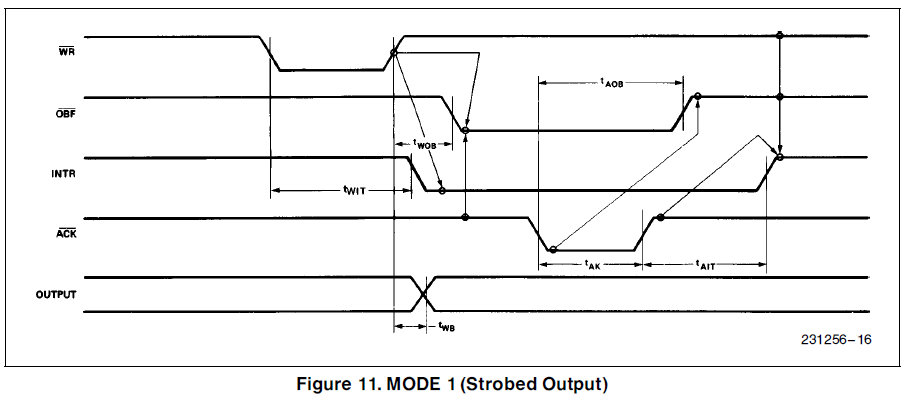 WR
tAOB
OBF
tWOB
INTR
tWIT
ACK
tAK
tAIT
OUTPUT
tWB
231256–16
Figure 11. MODE 1 (Strobed Output)